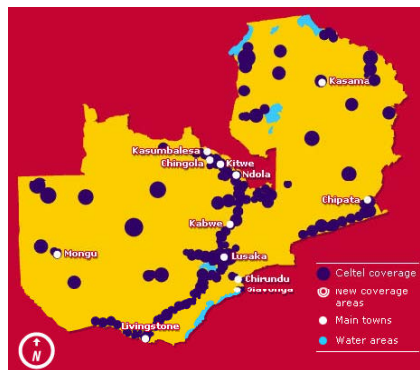 Kasama
Kasumbalesa
Chingola
Kitwe
Ndola
Chipata
Kabwe
Mongu
Lusaka
Chirundu
Siavonga
Livingstone
Celtel coverage
New coverage
areas
Main towns
Water areas
N